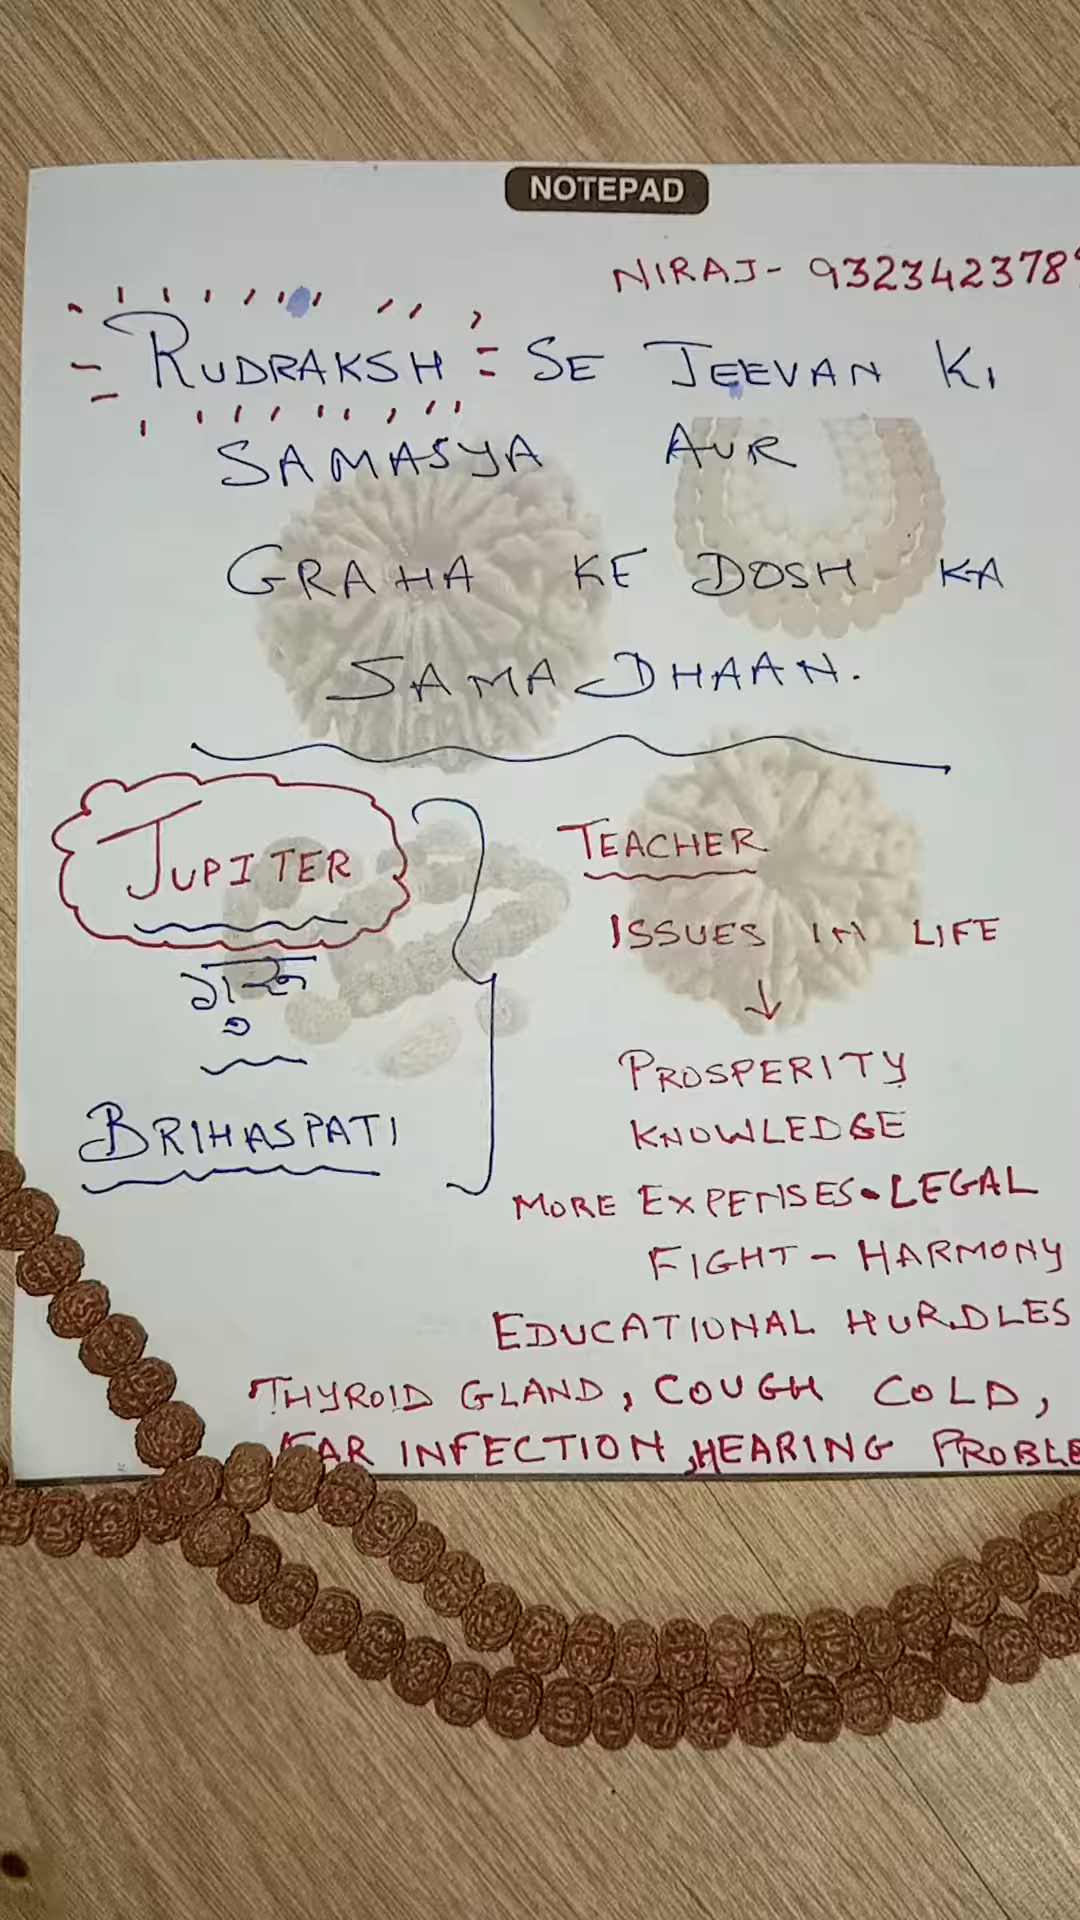 NOTEPAD
NIRAJ - 932342378
RUDRAKSH = SE JEEVAN KI
SAMASYA AUR
GRAHA KE DOSH KA
SAMADHAAN.
JUPITER
गुरु
BRIHASPATI
TEACHER
ISSUES IN LIFE
↓
PROSPERITY
KNOWLEDGE
MORE EXPENSES • LEGAL
FIGHT - HARMONY
EDUCATIONAL HURDLES
THYROID GLAND, COUGH COLD,
EAR INFECTION, HEARING PROBLE